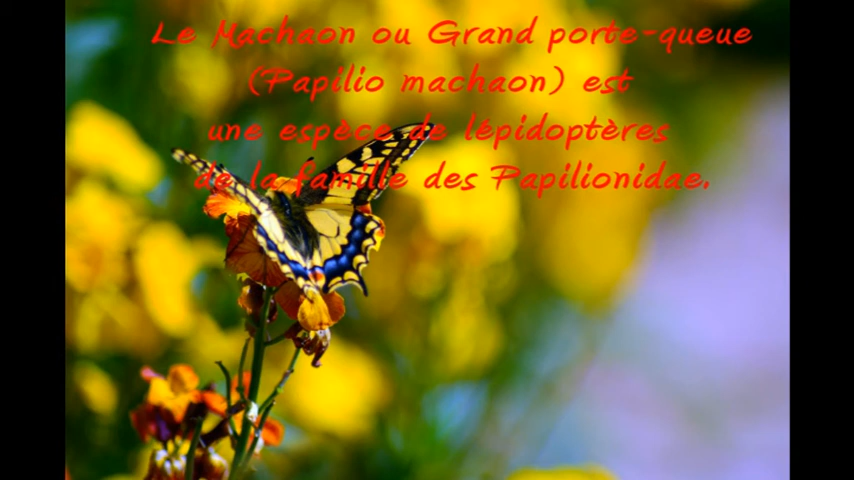 Le Machaon ou Grand porte-queue
(Papilio machaon) est
une espèce de lépidoptères
de la famille des Papilionidae.